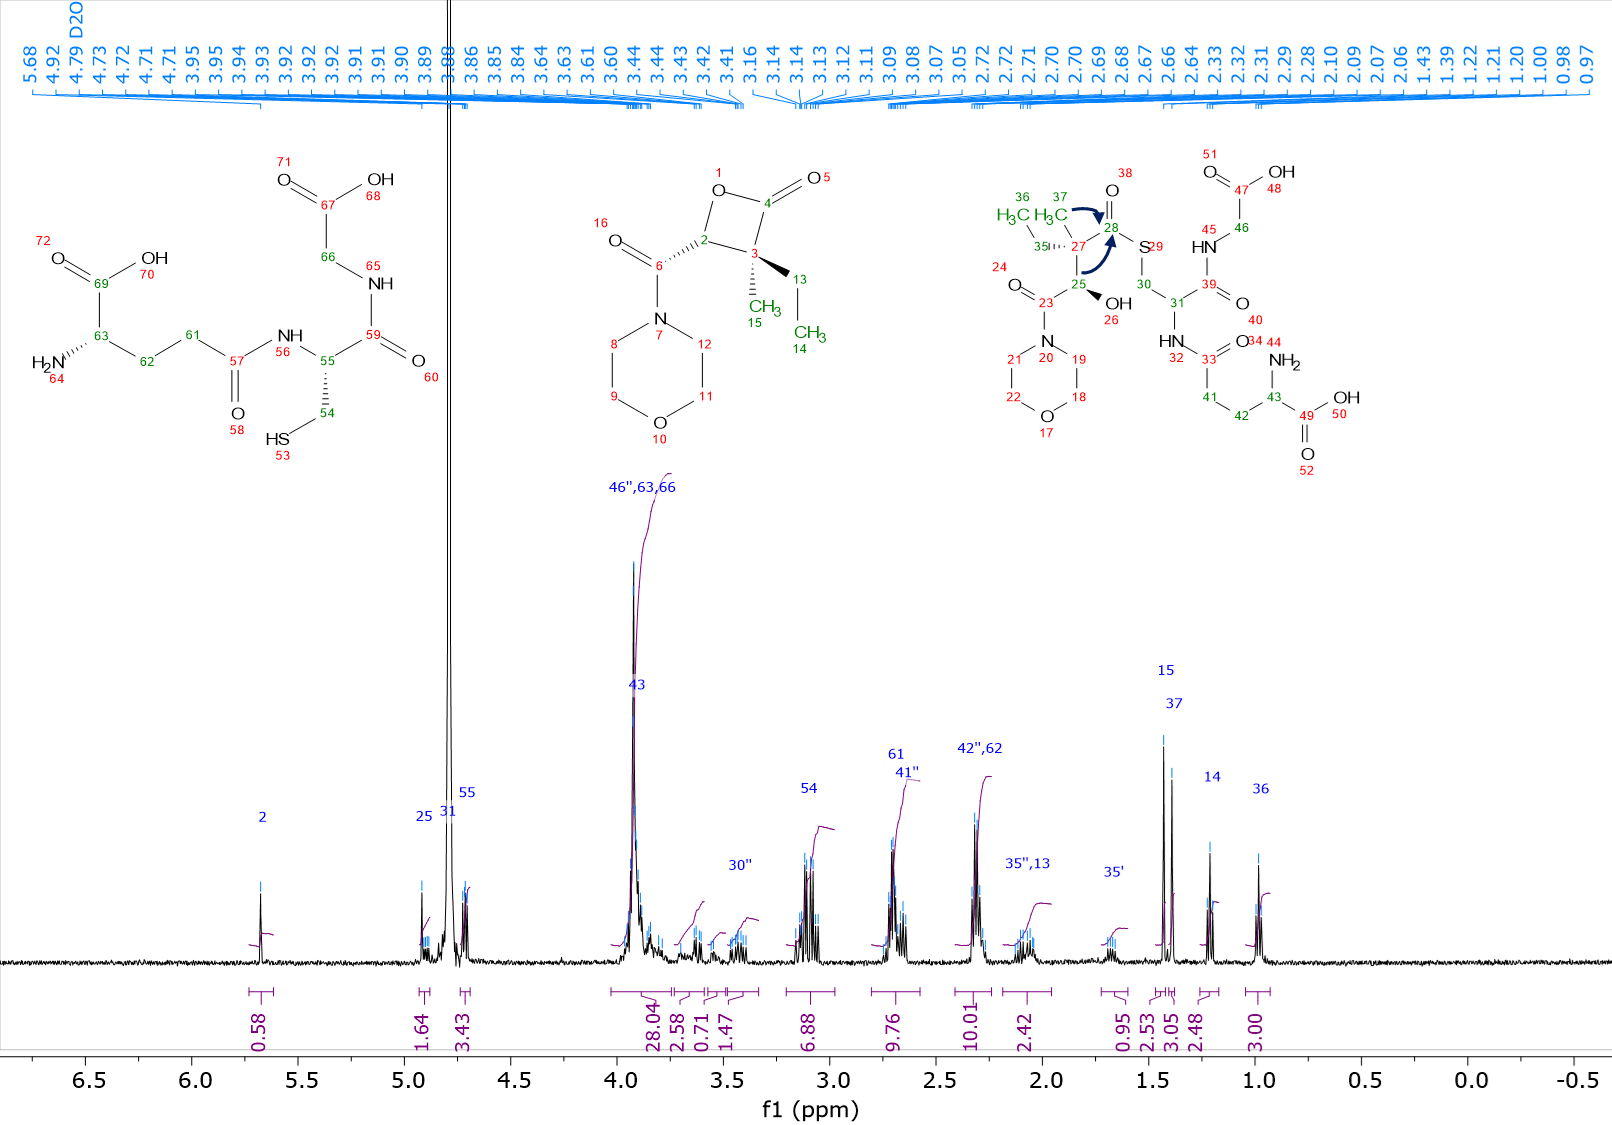 5.68 4.92 4.79 D2O 4.73 4.72 4.71 4.71 3.95 3.95 3.94 3.93 3.92 3.92 3.92 3.91 3.91 3.90 3.89 3.88 3.86 3.85 3.84 3.64 3.63 3.61 3.60 3.44 3.44 3.43 3.42 3.41 3.16 3.14 3.14 3.13 3.12 3.11 3.09 3.08 3.07 3.05 2.72 2.72 2.71 2.70 2.70 2.69 2.68 2.67 2.66 2.64 2.33 2.32 2.31 2.29 2.28 2.10 2.09 2.07 2.06 1.43 1.39 1.22 1.21 1.20 1.00 0.98 0.97
71
O
OH
68
67
72
O
OH
70
69
66
65
NH
63
61
NH
56
59
H2N
64
62
57
55
O
60
O
58
54
HS
53
1
O
O
5
4
16
O
2
3
6
13
CH3
15
CH3
14
N
7
8
12
9
11
O
10
38
O
51
O
OH
48
47
36
H3C
37
H3C
28
45
HN
46
35
27
S
29
24
O
25
30
39
23
OH
26
31
O
40
N
20
21
19
HN
32
33
O
34
44
NH2
22
18
O
17
41
42
43
OH
50
49
O
52
46",63,66
43
15
37
61
41"
42",62
54
14
36
2
25
31
55
30"
35",13
35'
0.58 1.64 3.43 28.04 2.58 0.71 1.47 6.88 9.76 10.01 2.42 0.95 2.53 3.05 2.48 3.00
6.5 6.0 5.5 5.0 4.5 4.0 3.5 3.0 2.5 2.0 1.5 1.0 0.5 0.0 -0.5
f1 (ppm)